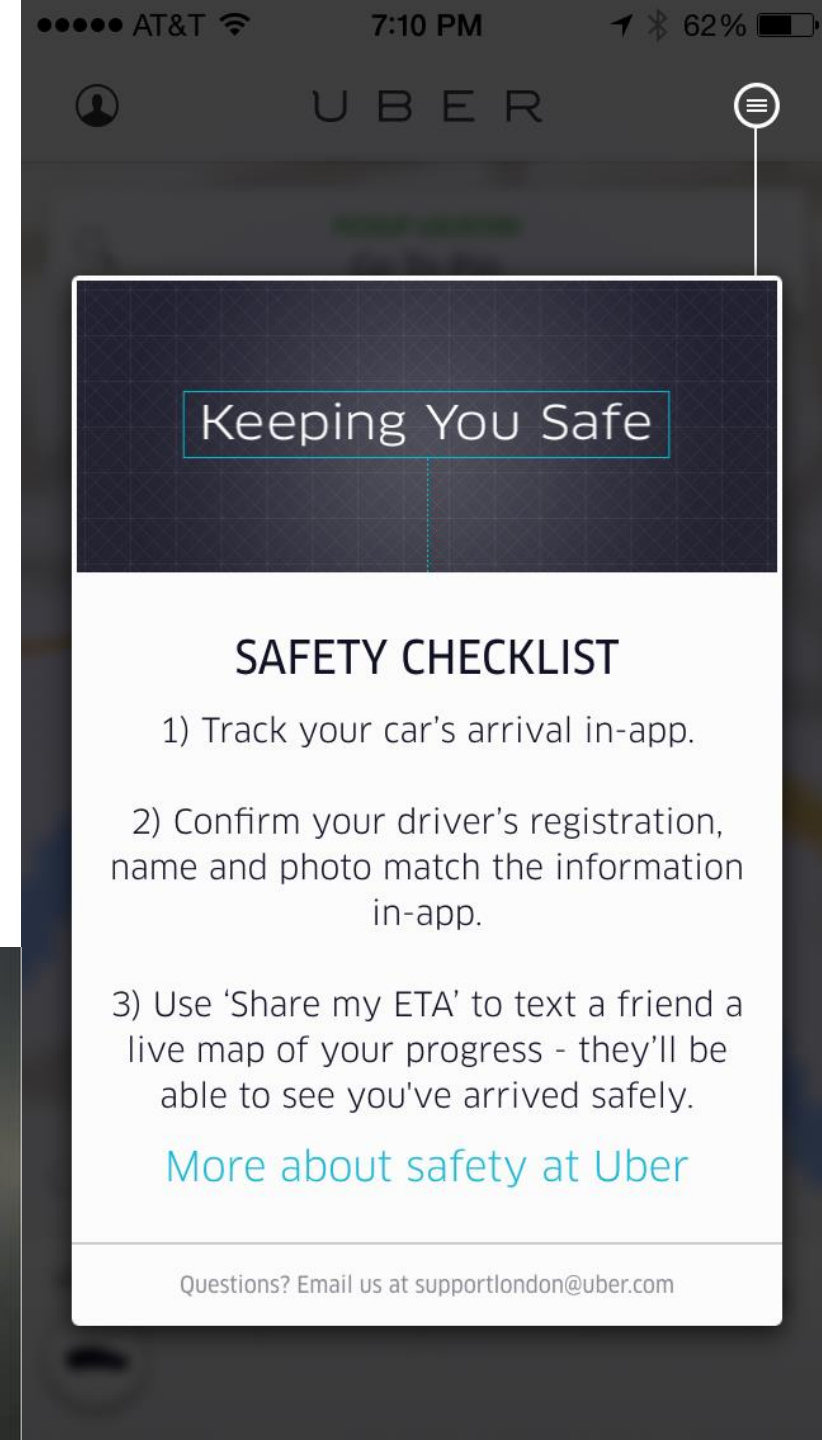 AT&T 7:10 PM 62%
UBER
Keeping You Safe
SAFETY CHECKLIST
1) Track your car's arrival in-app.
2) Confirm your driver's registration,
name and photo match the information
in-app.
3) Use ‘Share my ETA’ to text a friend a
live map of your progress - they’ll be
able to see you've arrived safely.
More about safety at Uber
Questions? Email us at supportlondon@uber.com